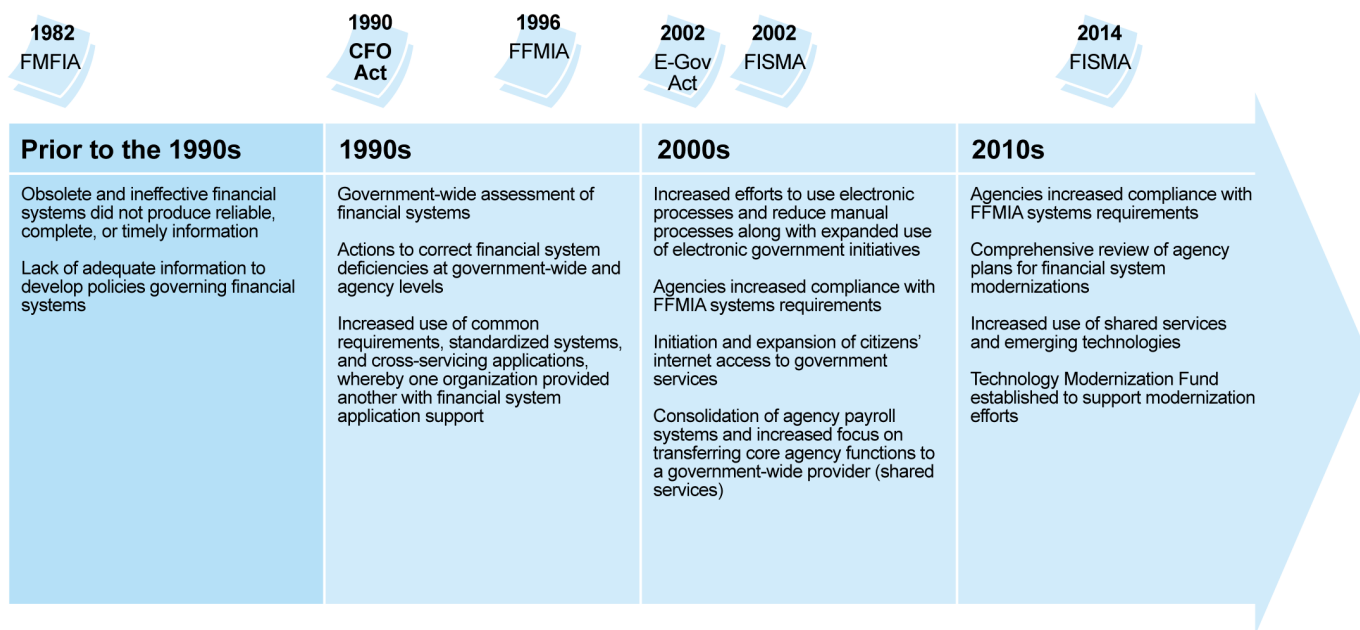 1982
FMFIA
1990
CFO
Act
1996
FFMIA
2002
E-Gov
Act
2002
FISMA
2014
FISMA
Prior to the 1990s
Obsolete and ineffective financial
systems did not produce reliable,
complete, or timely information
Lack of adequate information to
develop policies governing financial
systems
1990s
Government-wide assessment of
financial systems
Actions to correct financial system
deficiencies at government-wide and
agency levels
Increased use of common
requirements, standardized systems,
and cross-servicing applications,
whereby one organization provided
another with financial system
application support
2000s
Increased efforts to use electronic
processes and reduce manual
processes along with expanded use
of electronic government initiatives
Agencies increased compliance with
FFMIA systems requirements
Initiation and expansion of citizens’
internet access to government
services
Consolidation of agency payroll
systems and increased focus on
transferring core agency functions to
a government-wide provider (shared
services)
2010s
Agencies increased compliance with
FFMIA systems requirements
Comprehensive review of agency
plans for financial system
modernizations
Increased use of shared services
and emerging technologies
Technology Modernization Fund
established to support modernization
efforts